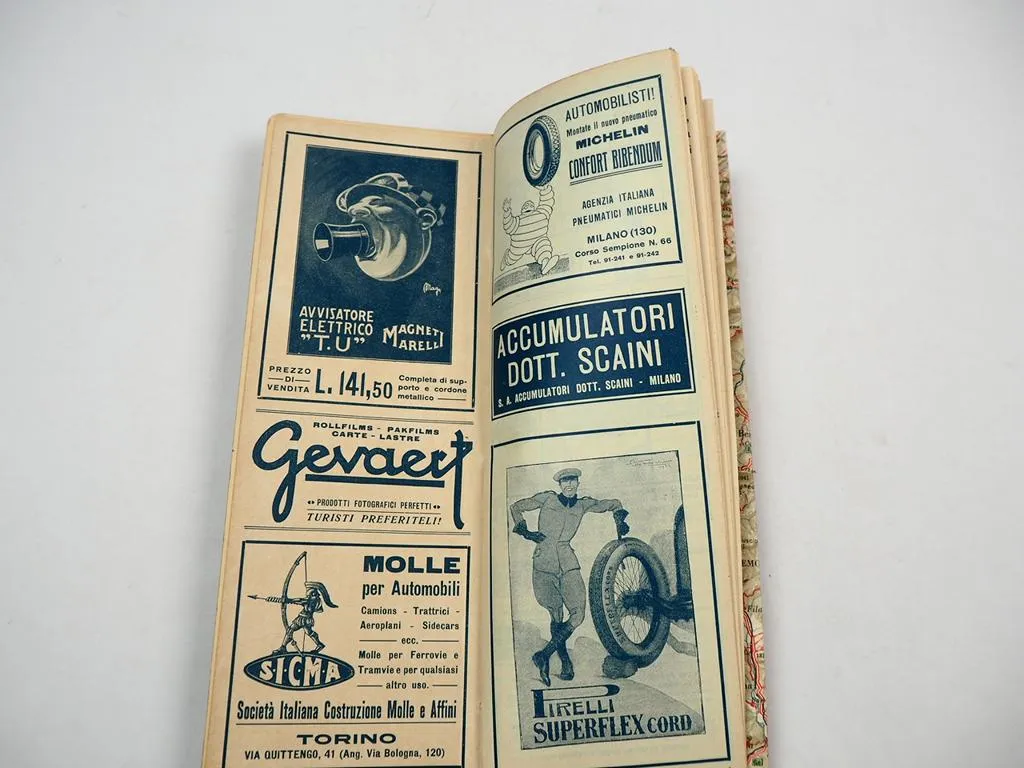 AVVISATORE
ELETTRICO
"T.U"
MAGNETI
MARELLI
PREZZO
DI
VENDITA
L. 141,50
Completa di sup-
porto e cordone
metallico
ROLLFILMS - PAKFILMS
CARTE - LASTRE
Gevaert
PRODOTTI FOTOGRAFICI PERFETTI
TURISTI PREFERITELI!
MOLLE
per Automobili
Camions - Trattrici -
Aeroplani - Sidecars
ecc.
Molle per Ferrovie e
Tramvie e per qualsiasi
altro uso.
S·I·C·M·A
Società Italiana Costruzione Molle e Affini
TORINO
VIA QUITTENGO, 41 (Ang. Via Bologna, 120)
AUTOMOBILISTI!
Montate il nuovo pneumatico
MICHELIN
CONFORT BIBENDUM
AGENZIA ITALIANA
PNEUMATICI MICHELIN
MILANO (130)
Corso Sempione N. 66
Tel. 91-241 e 91-242
ACCUMULATORI
DOTT. SCAINI
S. A. ACCUMULATORI DOTT. SCAINI - MILANO
PIRELLI
SUPERFLEX CORD